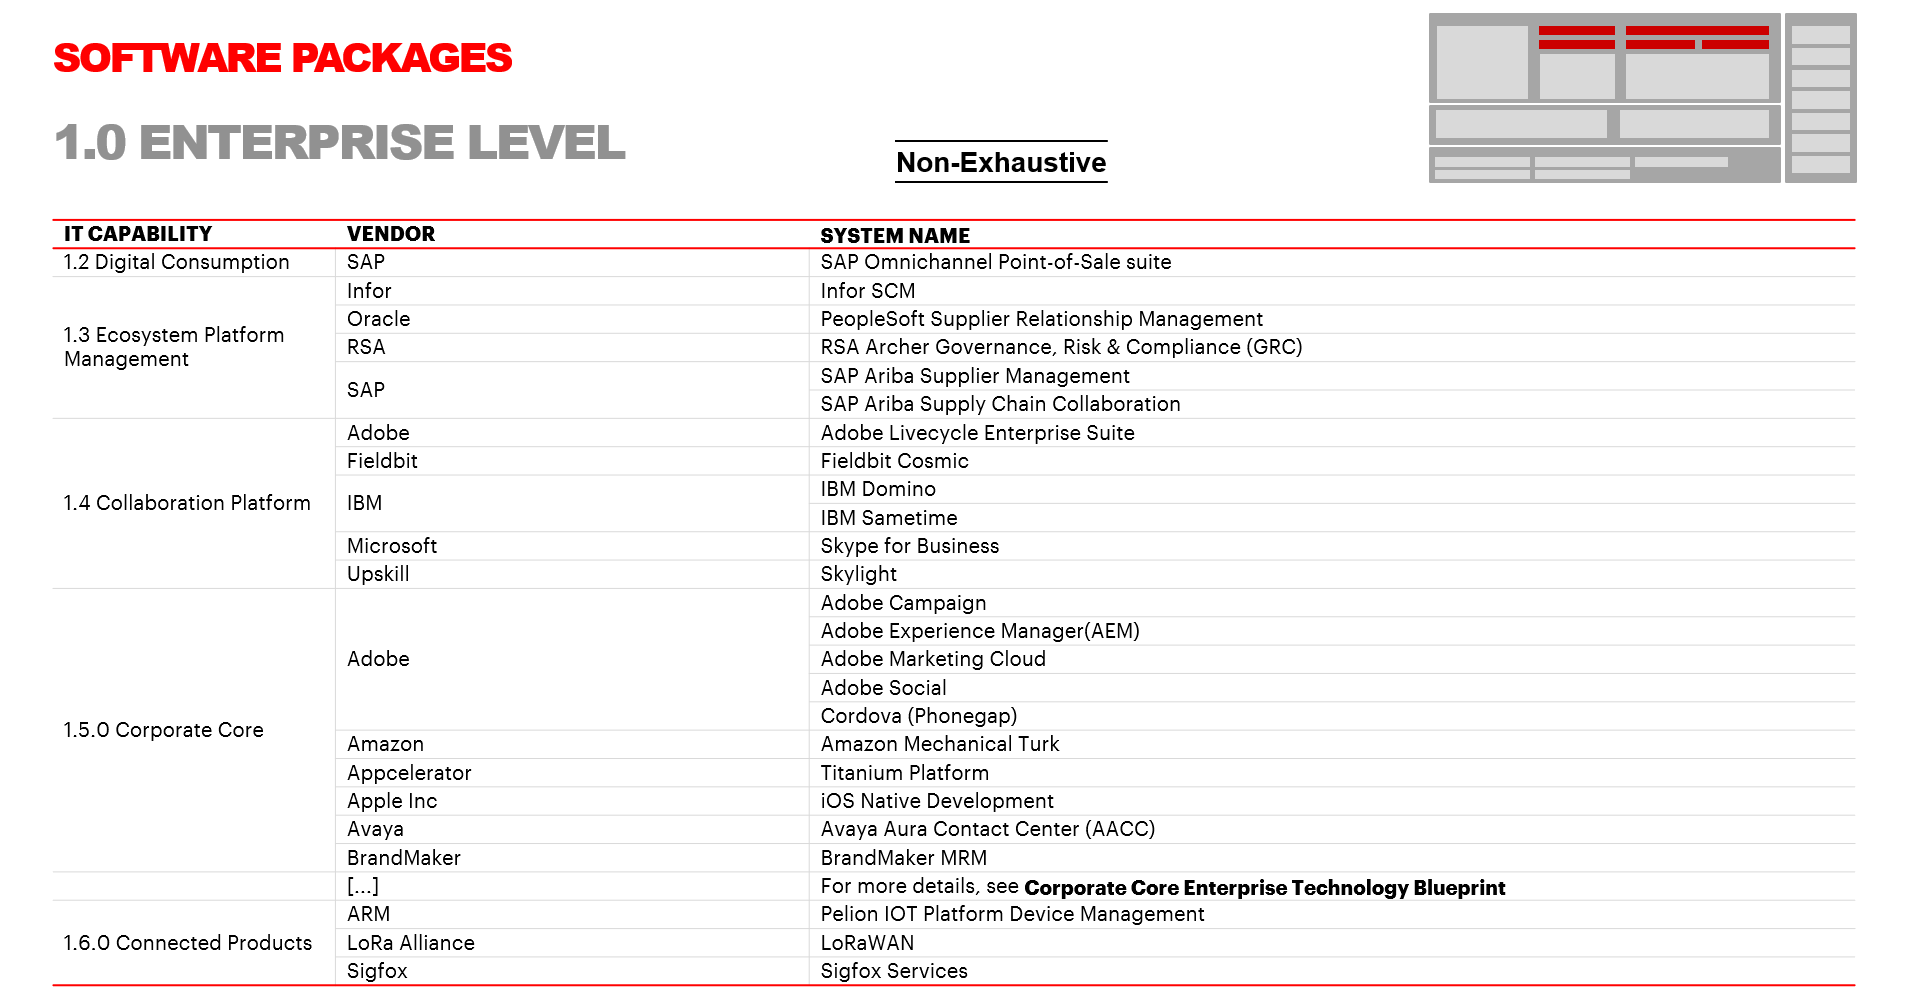 SOFTWARE PACKAGES
1.0 ENTERPRISE LEVEL
Non-Exhaustive
IT CAPABILITY VENDOR SYSTEM NAME
1.2 Digital Consumption SAP SAP Omnichannel Point-of-Sale suite
1.3 Ecosystem Platform
Management
Infor Infor SCM
Oracle PeopleSoft Supplier Relationship Management
RSA RSA Archer Governance, Risk & Compliance (GRC)
SAP SAP Ariba Supplier Management
SAP Ariba Supply Chain Collaboration
1.4 Collaboration Platform
Adobe Adobe Livecycle Enterprise Suite
Fieldbit Fieldbit Cosmic
IBM IBM Domino
IBM Sametime
Microsoft Skype for Business
Upskill Skylight
1.5.0 Corporate Core
Adobe Adobe Campaign
Adobe Experience Manager(AEM)
Adobe Marketing Cloud
Adobe Social
Cordova (Phonegap)
Amazon Amazon Mechanical Turk
Appcelerator Titanium Platform
Apple Inc iOS Native Development
Avaya Avaya Aura Contact Center (AACC)
BrandMaker BrandMaker MRM
[...] For more details, see Corporate Core Enterprise Technology Blueprint
1.6.0 Connected Products
ARM Pelion IOT Platform Device Management
LoRa Alliance LoRaWAN
Sigfox Sigfox Services